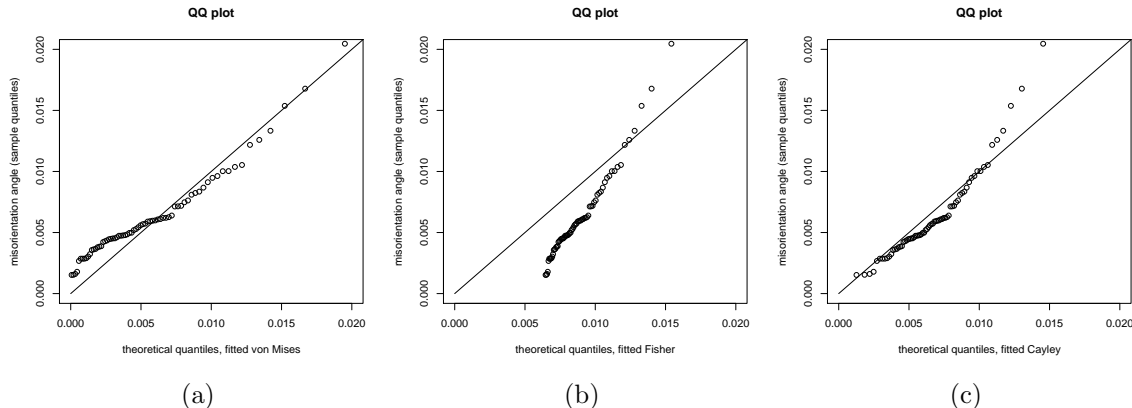 QQ plot
misorientation angle (sample quantiles)
0.000 0.005 0.010 0.015 0.020
0.000 0.005 0.010 0.015 0.020
theoretical quantiles, fitted von Mises
(a)
QQ plot
misorientation angle (sample quantiles)
0.000 0.005 0.010 0.015 0.020
0.000 0.005 0.010 0.015 0.020
theoretical quantiles, fitted Fisher
(b)
QQ plot
misorientation angle (sample quantiles)
0.000 0.005 0.010 0.015 0.020
0.000 0.005 0.010 0.015 0.020
theoretical quantiles, fitted Cayley
(c)